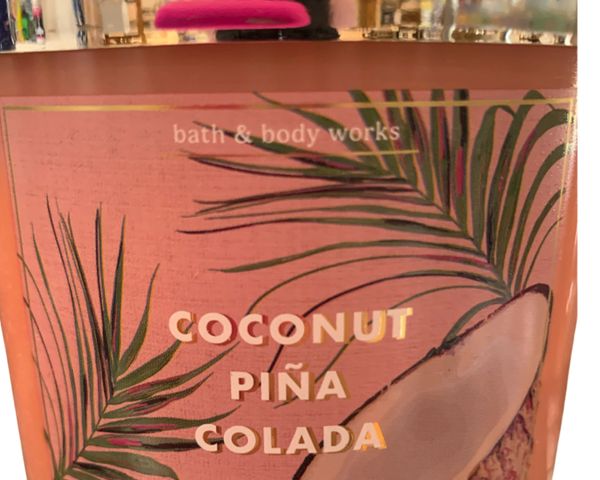 bath & body works
COCONUT
PIÑA
COLADA